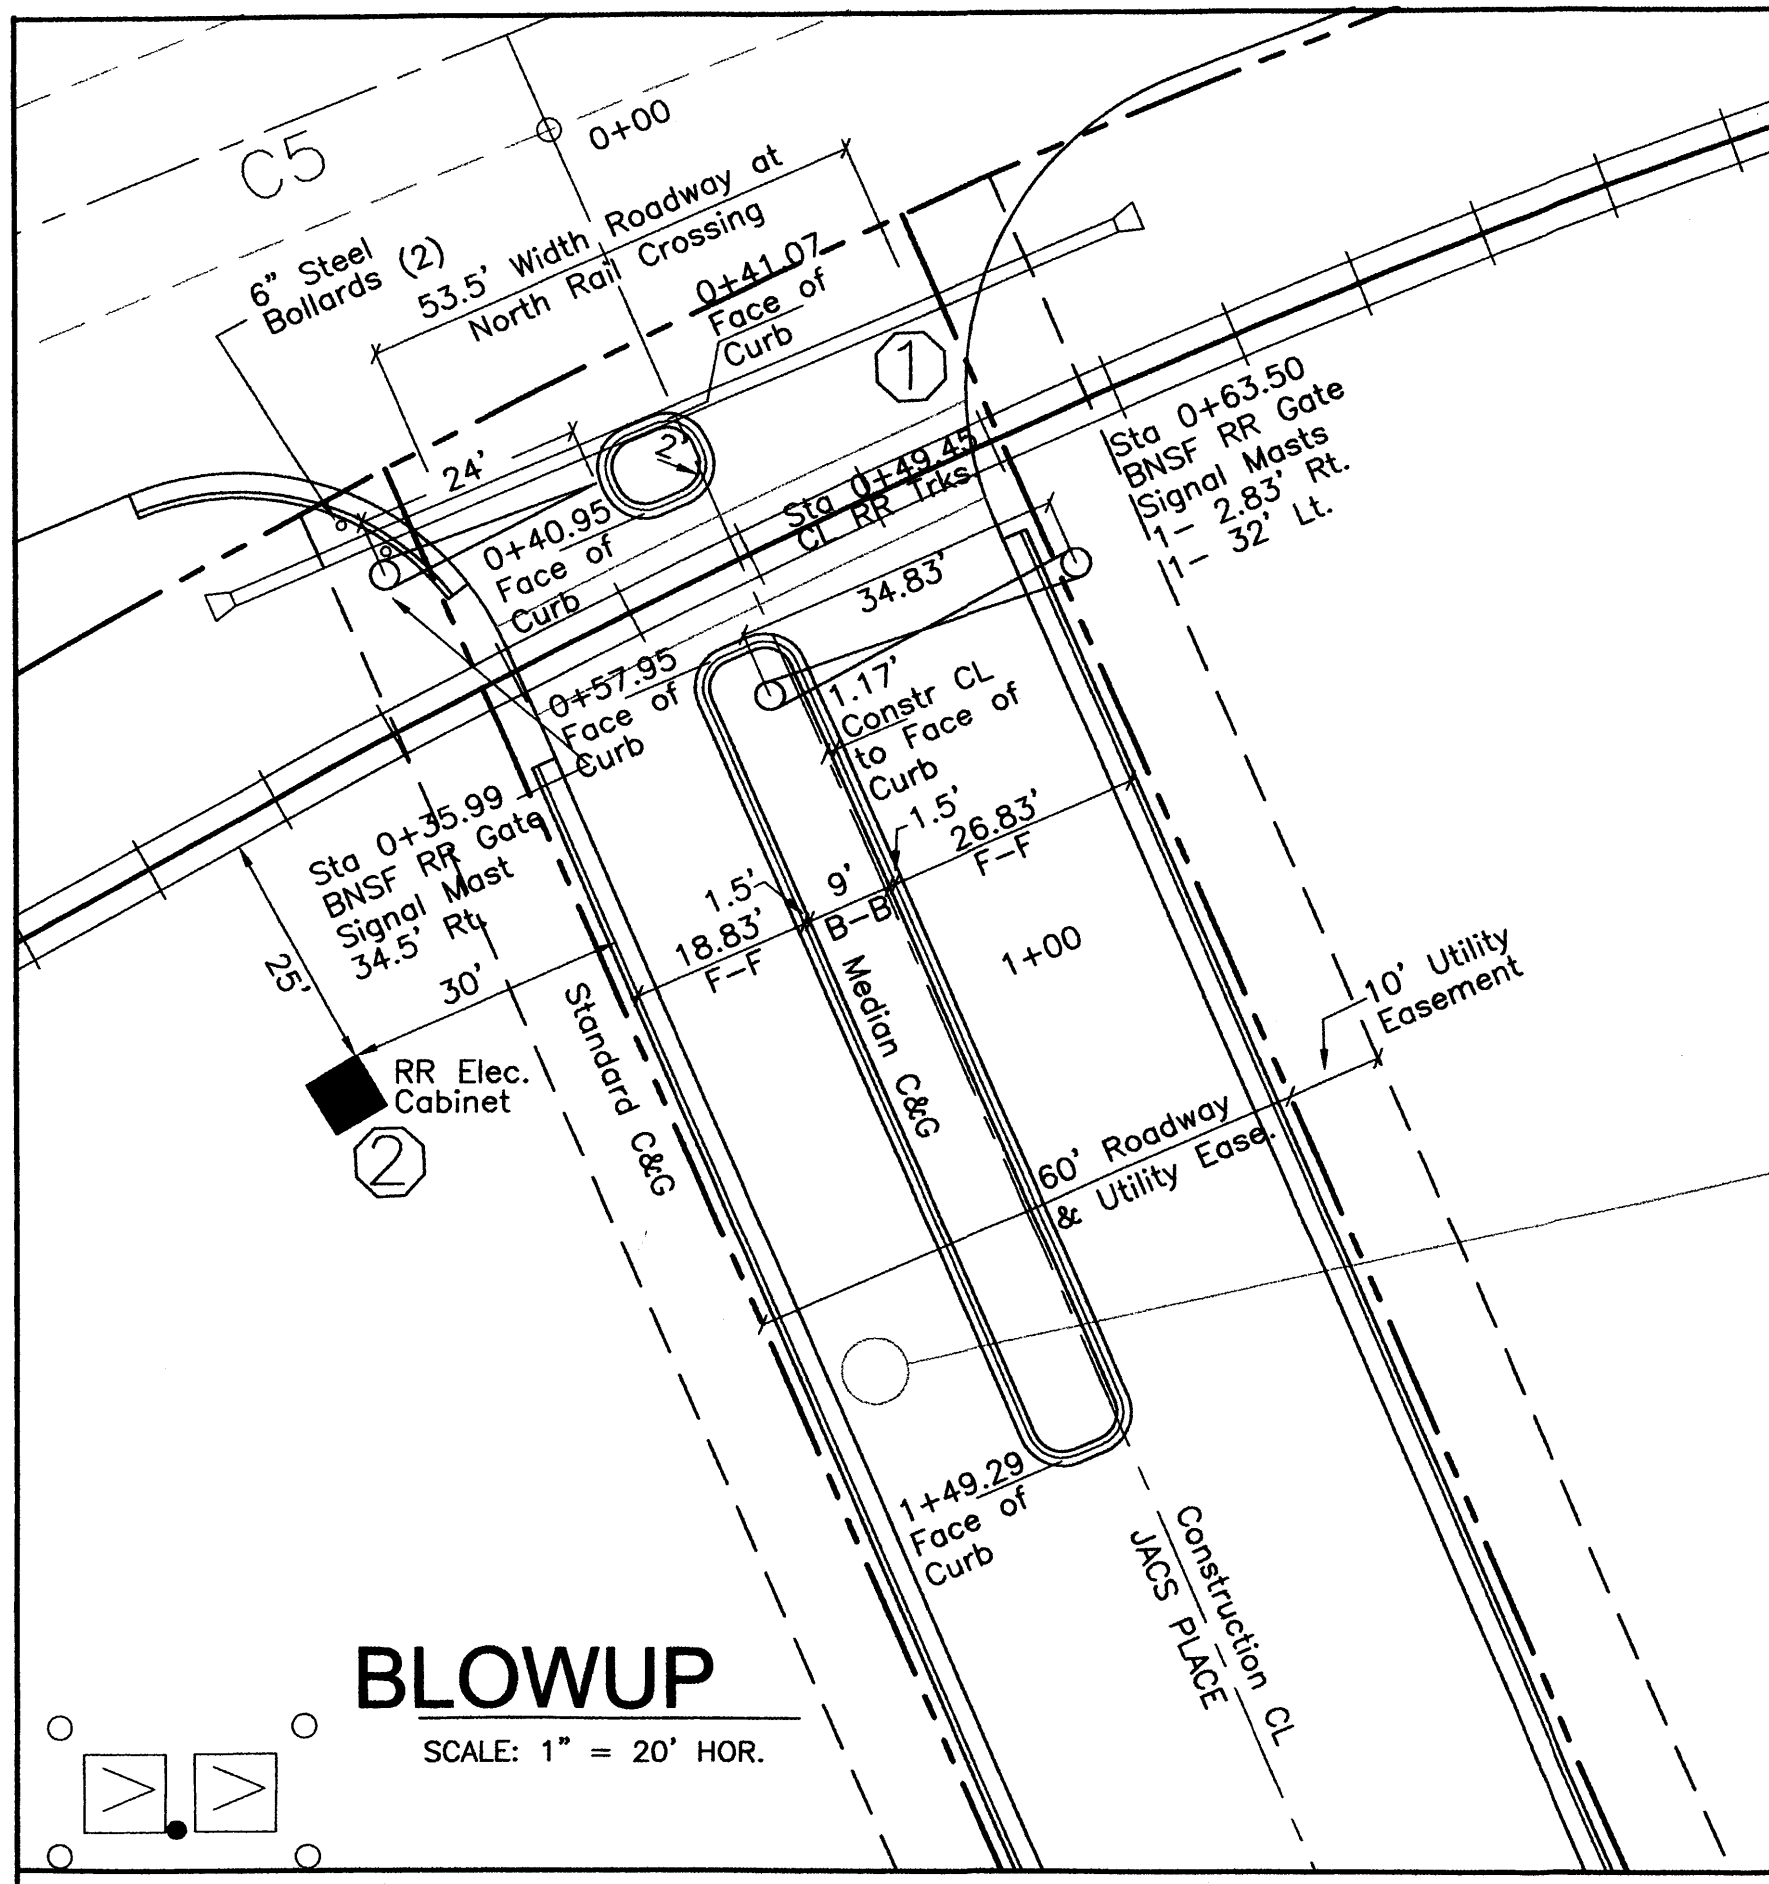 C5
0+00
6" Steel
Bollards (2)
53.5' Width Roadway at
North Rail Crossing
0+41.07
Face of
Curb
1
24'
2'
0+40.95
Face of
Curb
Sta 0+49.45
CL RR Trks
Sta 0+63.50
BNSF RR Gate
Signal Masts
1- 2.83' Rt.
1- 32' Lt.
34.83'
0+57.95
Face of
Curb
1.17'
Constr CL
to Face of
Curb
Sta 0+35.99
BNSF RR Gate
Signal Mast
34.5' Rt.
1.5'
26.83'
F-F
1.5'
9'
B-B
18.83'
F-F
25'
30'
1+00
10' Utility
Easement
RR Elec.
Cabinet
2
Standard C&G
Median C&G
60' Roadway
& Utility Ease.
1+49.29
Face of
Curb
Construction CL
JACS PLACE
BLOWUP
SCALE: 1" = 20' HOR.